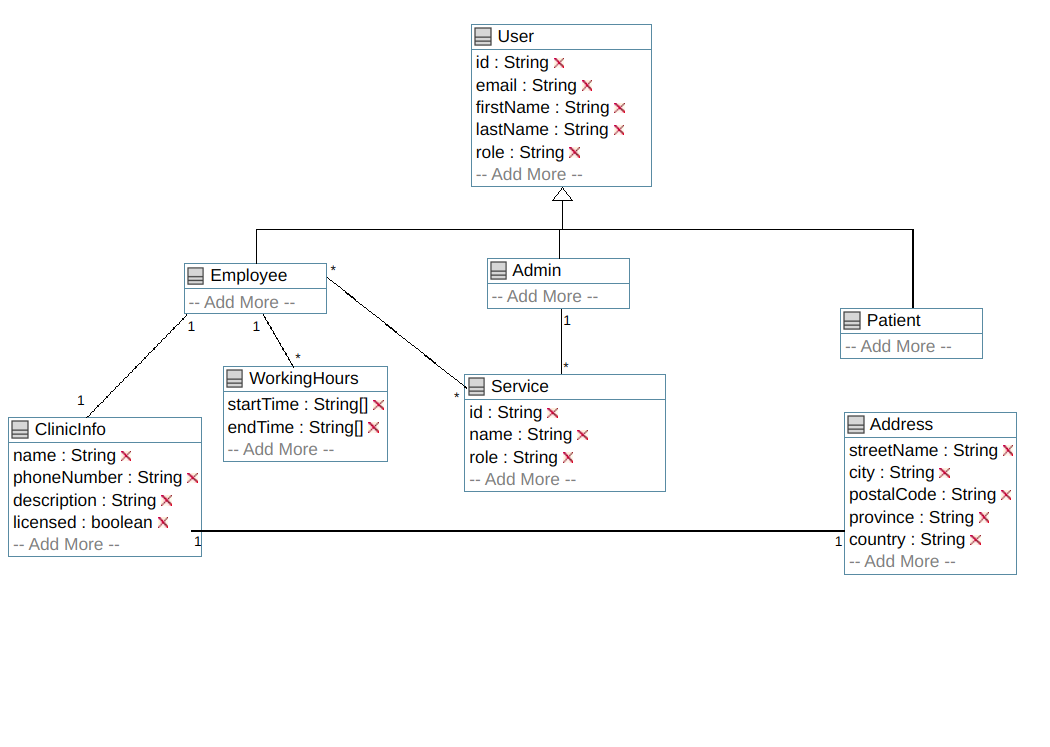 User
id : String
email : String
firstName : String
lastName : String
role : String
-- Add More --
Employee
-- Add More --
*
1
1
Admin
-- Add More --
1
Patient
-- Add More --
*
WorkingHours
startTime : String[]
endTime : String[]
-- Add More --
*
*
Service
id : String
name : String
role : String
-- Add More --
1
ClinicInfo
name : String
phoneNumber : String
description : String
licensed : boolean
-- Add More --
1
Address
streetName : String
city : String
postalCode : String
province : String
country : String
-- Add More --
1